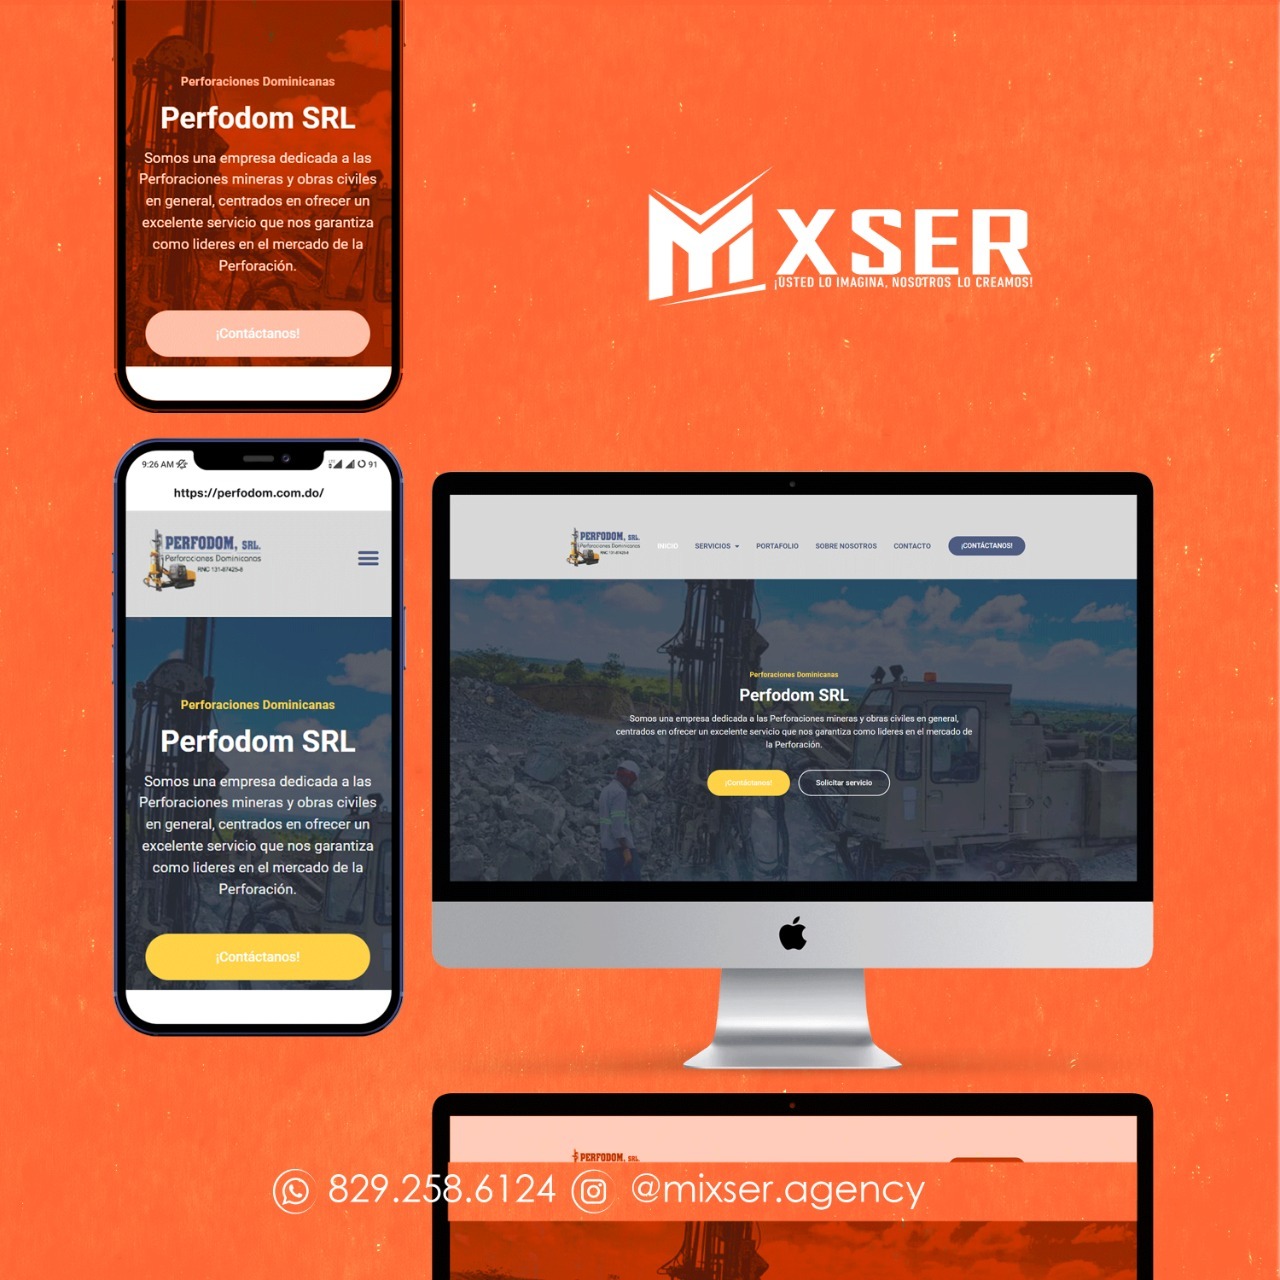 Perforaciones Dominicanas
Perfodom SRL
Somos una empresa dedicada a las
Perforaciones mineras y obras civiles
en general, centrados en ofrecer un
excelente servicio que nos garantiza
como lideres en el mercado de la
Perforación.
¡Contáctanos!
MIXSER
¡USTED LO IMAGINA, NOSOTROS LO CREAMOS!
9:26 AM
91
https://perfodom.com.do/
PERFODOM, SRL.
Perforaciones Dominicanas
RNC 131-87425-8
Perforaciones Dominicanas
Perfodom SRL
Somos una empresa dedicada a las
Perforaciones mineras y obras civiles
en general, centrados en ofrecer un
excelente servicio que nos garantiza
como lideres en el mercado de la
Perforación.
¡Contáctanos!
PERFODOM, SRL.
Perforaciones Dominicanas
RNC 131-87425-8
INICIO SERVICIOS PORTAFOLIO SOBRE NOSOTROS CONTACTO ¡CONTÁCTANOS!
Perforaciones Dominicanas
Perfodom SRL
Somos una empresa dedicada a las Perforaciones mineras y obras civiles en general,
centrados en ofrecer un excelente servicio que nos garantiza como lideres en el mercado de
la Perforación.
¡Contáctanos! Solicitar servicio
PERFODOM, SRL.
829.258.6124 @mixser.agency